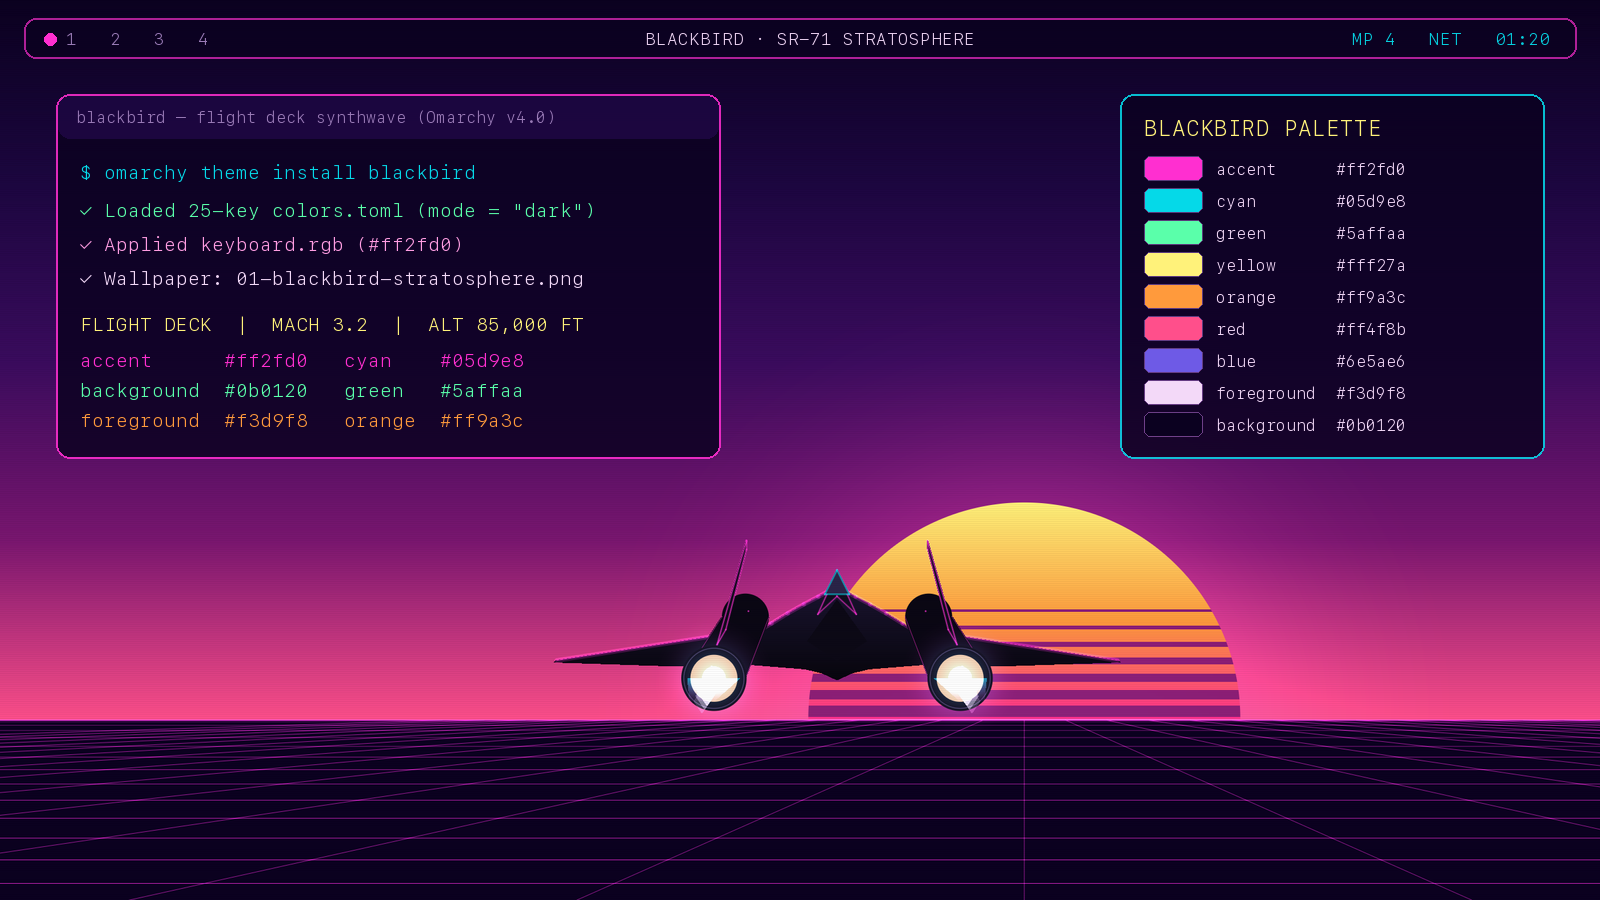 1 2 3 4 BLACKBIRD · SR—71 STRATOSPHERE MP 4 NET 01:20
blackbird — flight deck synthwave (Omarchy v4.0)
$ omarchy theme install blackbird
✓ Loaded 25—key colors.toml (mode = "dark")
✓ Applied keyboard.rgb (#ff2fd0)
✓ Wallpaper: 01—blackbird—stratosphere.png
FLIGHT DECK | MACH 3.2 | ALT 85,000 FT
accent #ff2fd0 cyan #05d9e8
background #0b0120 green #5affaa
foreground #f3d9f8 orange #ff9a3c
BLACKBIRD PALETTE
accent #ff2fd0
cyan #05d9e8
green #5affaa
yellow #fff27a
orange #ff9a3c
red #ff4f8b
blue #6e5ae6
foreground #f3d9f8
background #0b0120